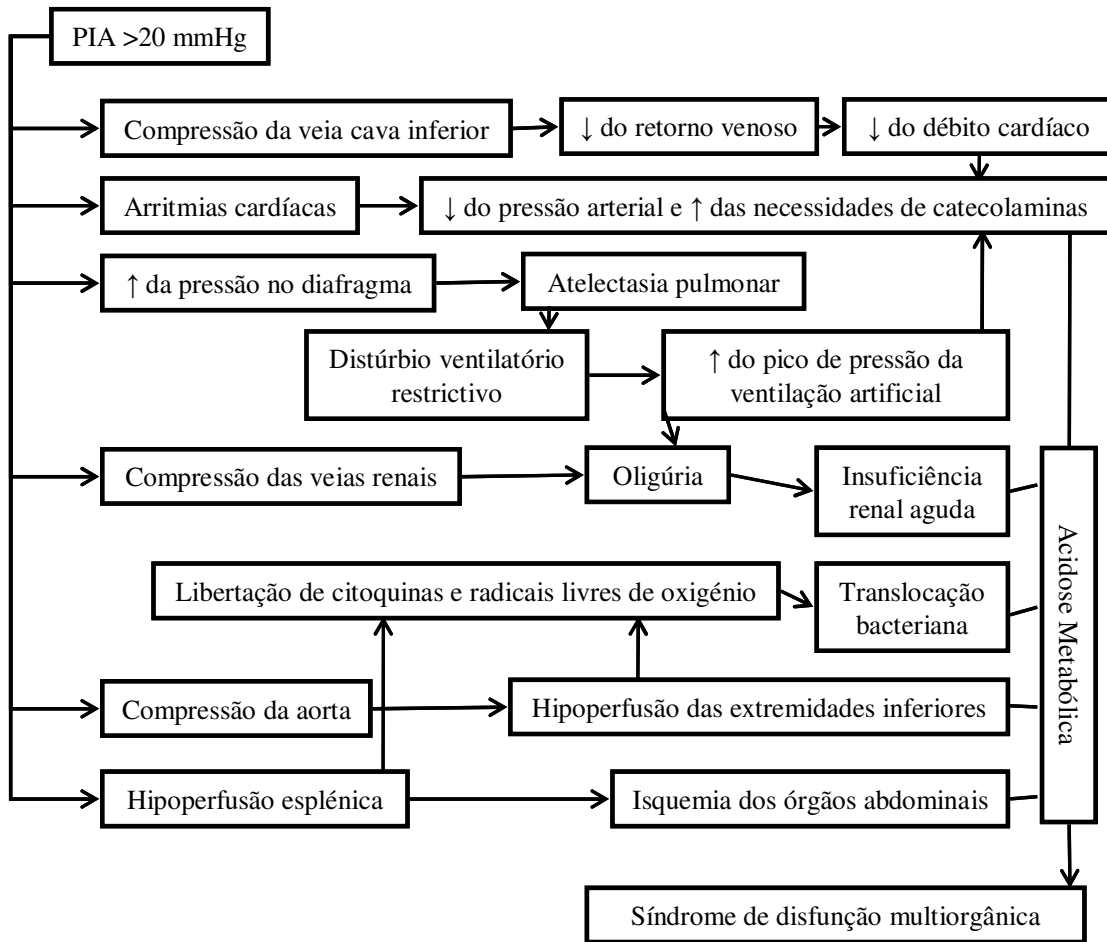 PIA >20 mmHg
Compressão da veia cava inferior
↓ do retorno venoso
↓ do débito cardíaco
Arritmias cardíacas
↓ do pressão arterial e ↑ das necessidades de catecolaminas
↑ da pressão no diafragma
Atelectasia pulmonar
Distúrbio ventilatório
restrictivo
↑ do pico de pressão da
ventilação artificial
Compressão das veias renais
Oligúria
Insuficiência
renal aguda
Libertação de citoquinas e radicais livres de oxigénio
Translocação
bacteriana
Compressão da aorta
Hipoperfusão das extremidades inferiores
Hipoperfusão esplénica
Isquemia dos órgãos abdominais
Acidose Metabólica
Síndrome de disfunção multiorgânica